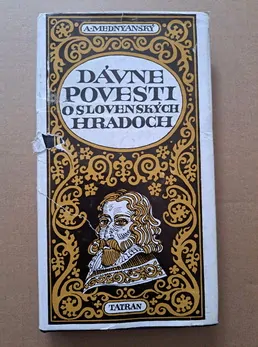 A·MEDNYANSKÝ
DÁVNE
POVESTI
O SLOVENSKÝCH
HRADOCH
TATRAN